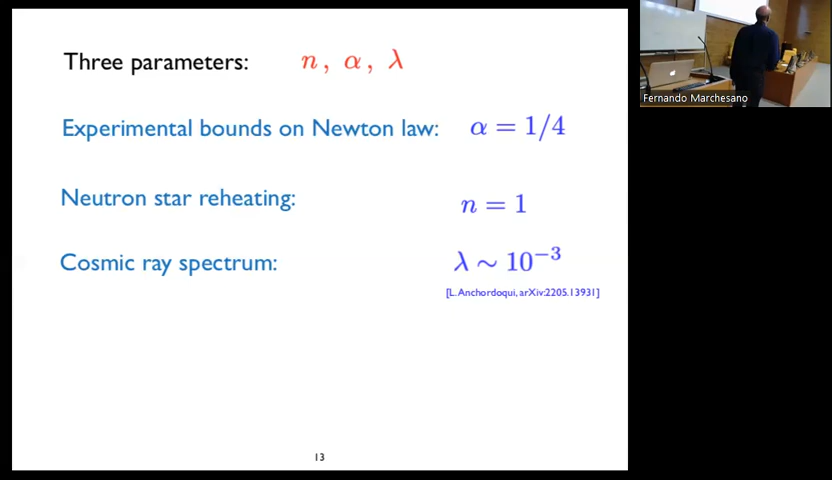 Three parameters: n, α, λ
Experimental bounds on Newton law: α = 1/4
Neutron star reheating: n = 1
Cosmic ray spectrum: λ ∼ 10⁻³
[L.Anchordoqui, arXiv:2205.13931]
13
Fernando Marchesano